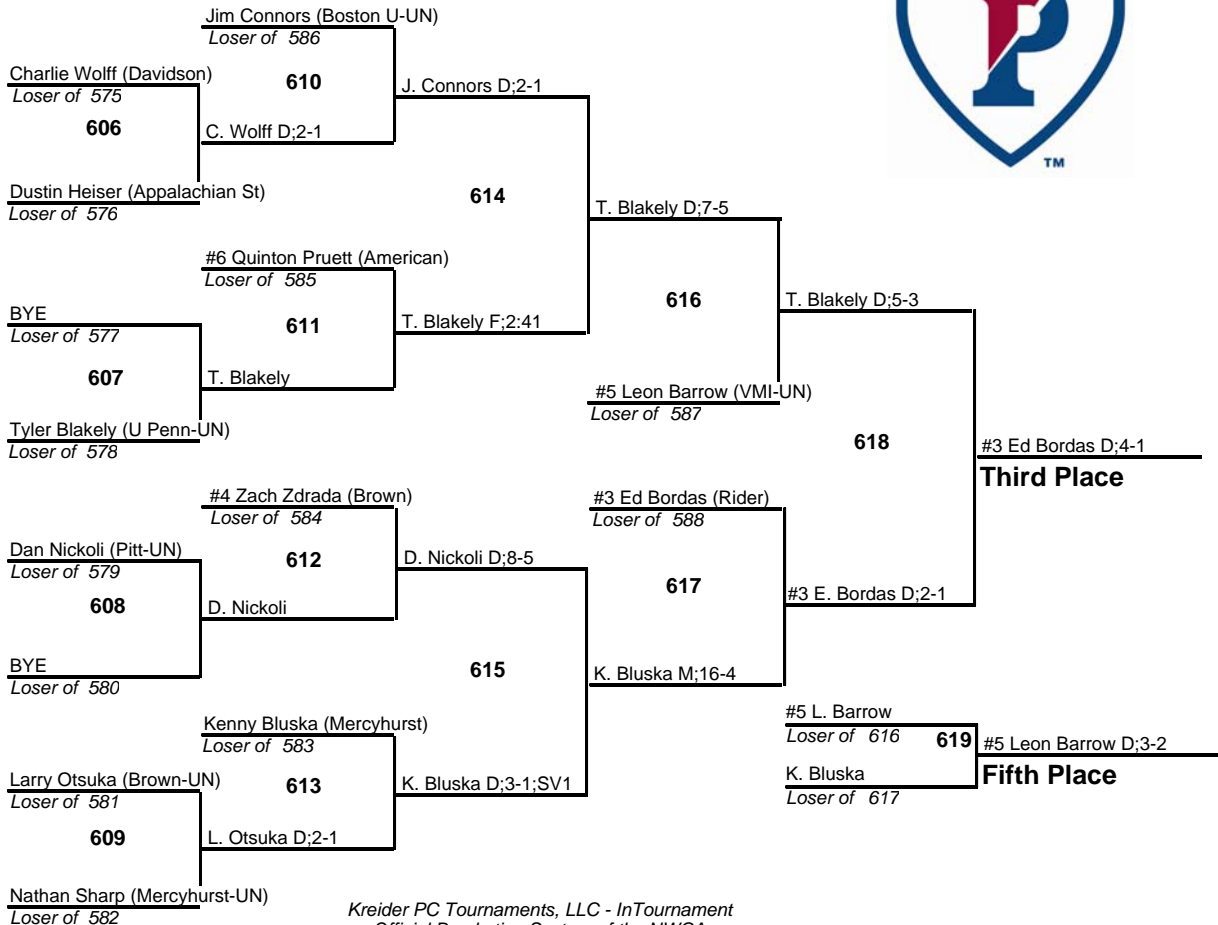 Jim Connors (Boston U-UN)
Loser of 586
Charlie Wolff (Davidson)
Loser of 575
610
J. Connors D;2-1
606
C. Wolff D;2-1
P
TM
Dustin Heiser (Appalachian St)
Loser of 576
614
T. Blakely D;7-5
#6 Quinton Pruett (American)
Loser of 585
BYE
Loser of 577
611
T. Blakely F;2:41
616
T. Blakely D;5-3
607
T. Blakely
#5 Leon Barrow (VMI-UN)
Loser of 587
Tyler Blakely (U Penn-UN)
Loser of 578
618
#3 Ed Bordas D;4-1
Third Place
#4 Zach Zdrada (Brown)
Loser of 584
#3 Ed Bordas (Rider)
Loser of 588
Dan Nickoli (Pitt-UN)
Loser of 579
612
D. Nickoli D;8-5
617
#3 E. Bordas D;2-1
608
D. Nickoli
BYE
Loser of 580
615
K. Bluska M;16-4
Kenny Bluska (Mercyhurst)
Loser of 583
#5 L. Barrow
Loser of 616
619
#5 Leon Barrow D;3-2
Fifth Place
K. Bluska
Loser of 617
Larry Otsuka (Brown-UN)
Loser of 581
613
K. Bluska D;3-1;SV1
609
L. Otsuka D;2-1
Nathan Sharp (Mercyhurst-UN)
Loser of 582
Kreider PC Tournaments, LLC - InTournament